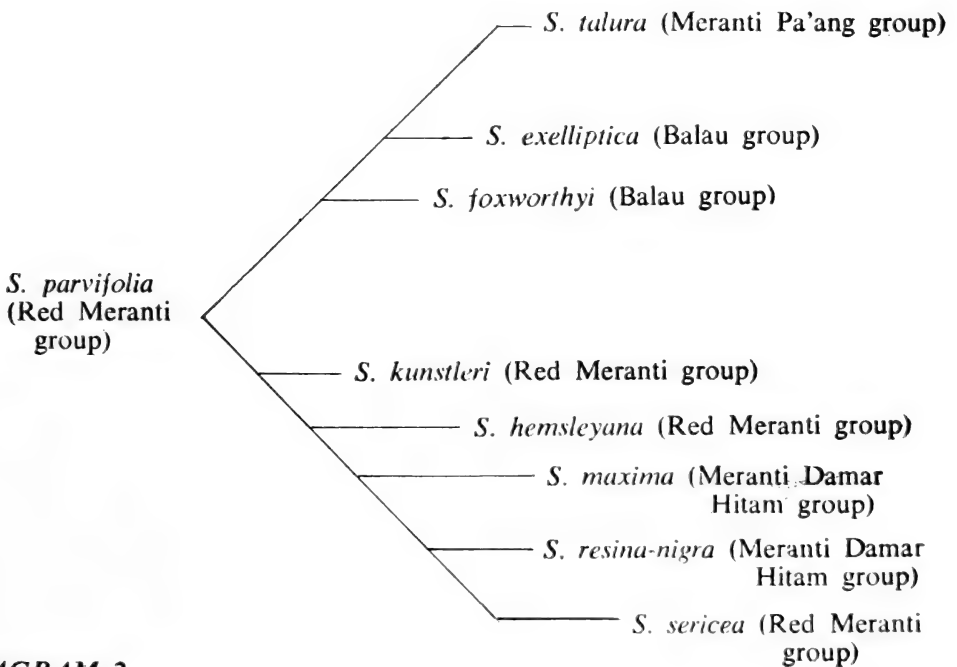 S. talura (Meranti Pa'ang group)
S. exelliptica (Balau group)
S. foxworthyi (Balau group)
S. parvifolia
(Red Meranti
group)
S. kunstleri (Red Meranti group)
S. hemsleyana (Red Meranti group)
S. maxima (Meranti Damar
Hitam group)
S. resina-nigra (Meranti Damar
Hitam group)
S. sericea (Red Meranti
group)